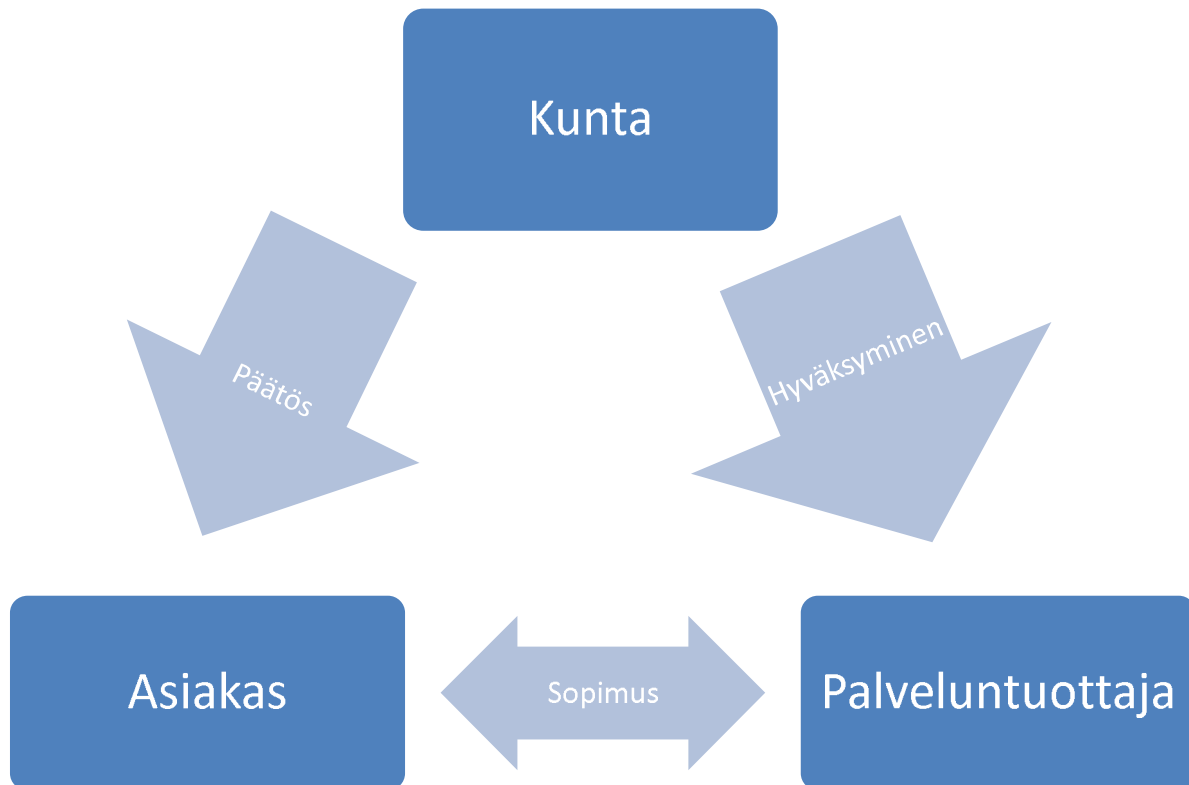 Kunta
Päätös
Hyväksyminen
Asiakas
Sopimus
Palveluntuottaja